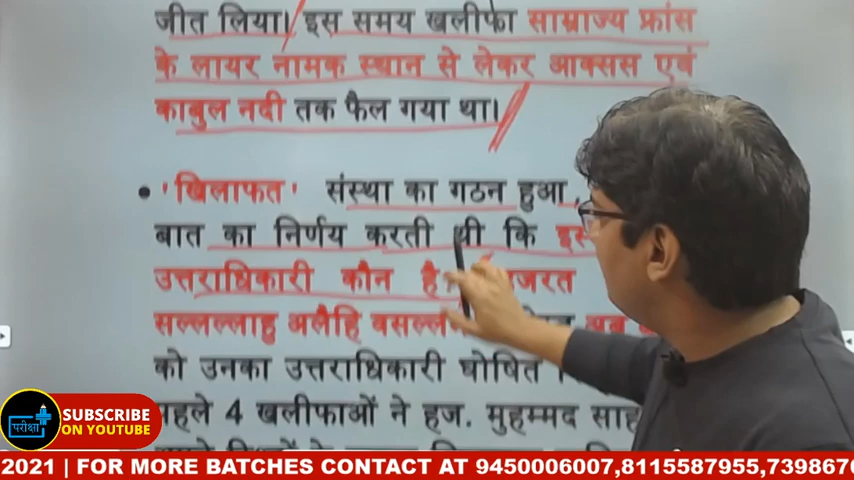 जीत लिया। इस समय खलीफा साम्राज्य फ्रांस
के लायर नामक स्थान से लेकर आक्सस एवं
काबुल नदी तक फैल गया था।
• 'खिलाफत' संस्था का गठन हुआ,
बात का निर्णय करती थी कि
उत्तराधिकारी कौन है।
सल्लल्लाहु अलैहि
को उनका उत्तराधिकारी घोषित
पहले 4 खलीफाओं ने हज. मुहम्मद
परीक्षा
SUBSCRIBE
ON YOUTUBE
2021 | FOR MORE BATCHES CONTACT AT 9450006007,8115587955,739867